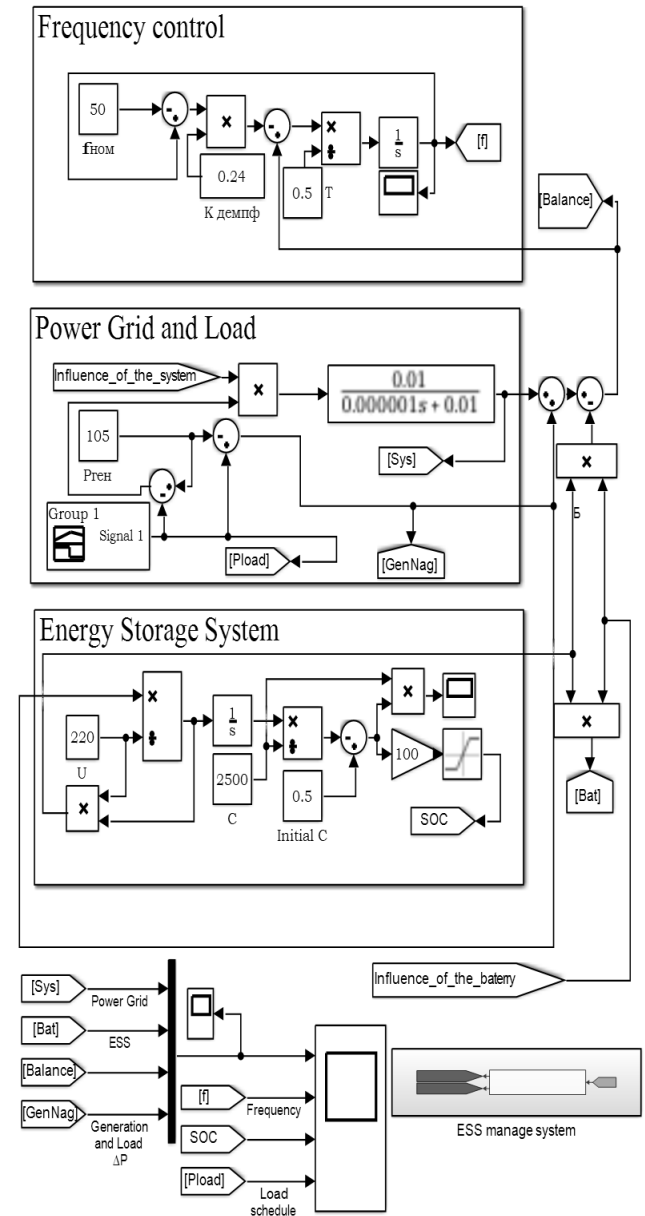 Frequency control
50
fном
×
0.24
К демпф
×
÷
0.5
T
1
s
[f]
[Balance]
Power Grid and Load
Influence_of_the_system
×
0.01
0.000001s + 0.01
105
Pген
[Sys]
×
Б
Group 1
Signal 1
[Pload]
[GenNag]
Energy Storage System
×
÷
220
U
×
1
s
2500
C
×
÷
0.5
Initial C
×
100
SOC
×
[Bat]
Influence_of_the_baterry
[Sys]
Power Grid
[Bat]
ESS
[Balance]
[GenNag]
Generation
and Load
ΔP
[f]
Frequency
SOC
[Pload]
Load
schedule
ESS manage system